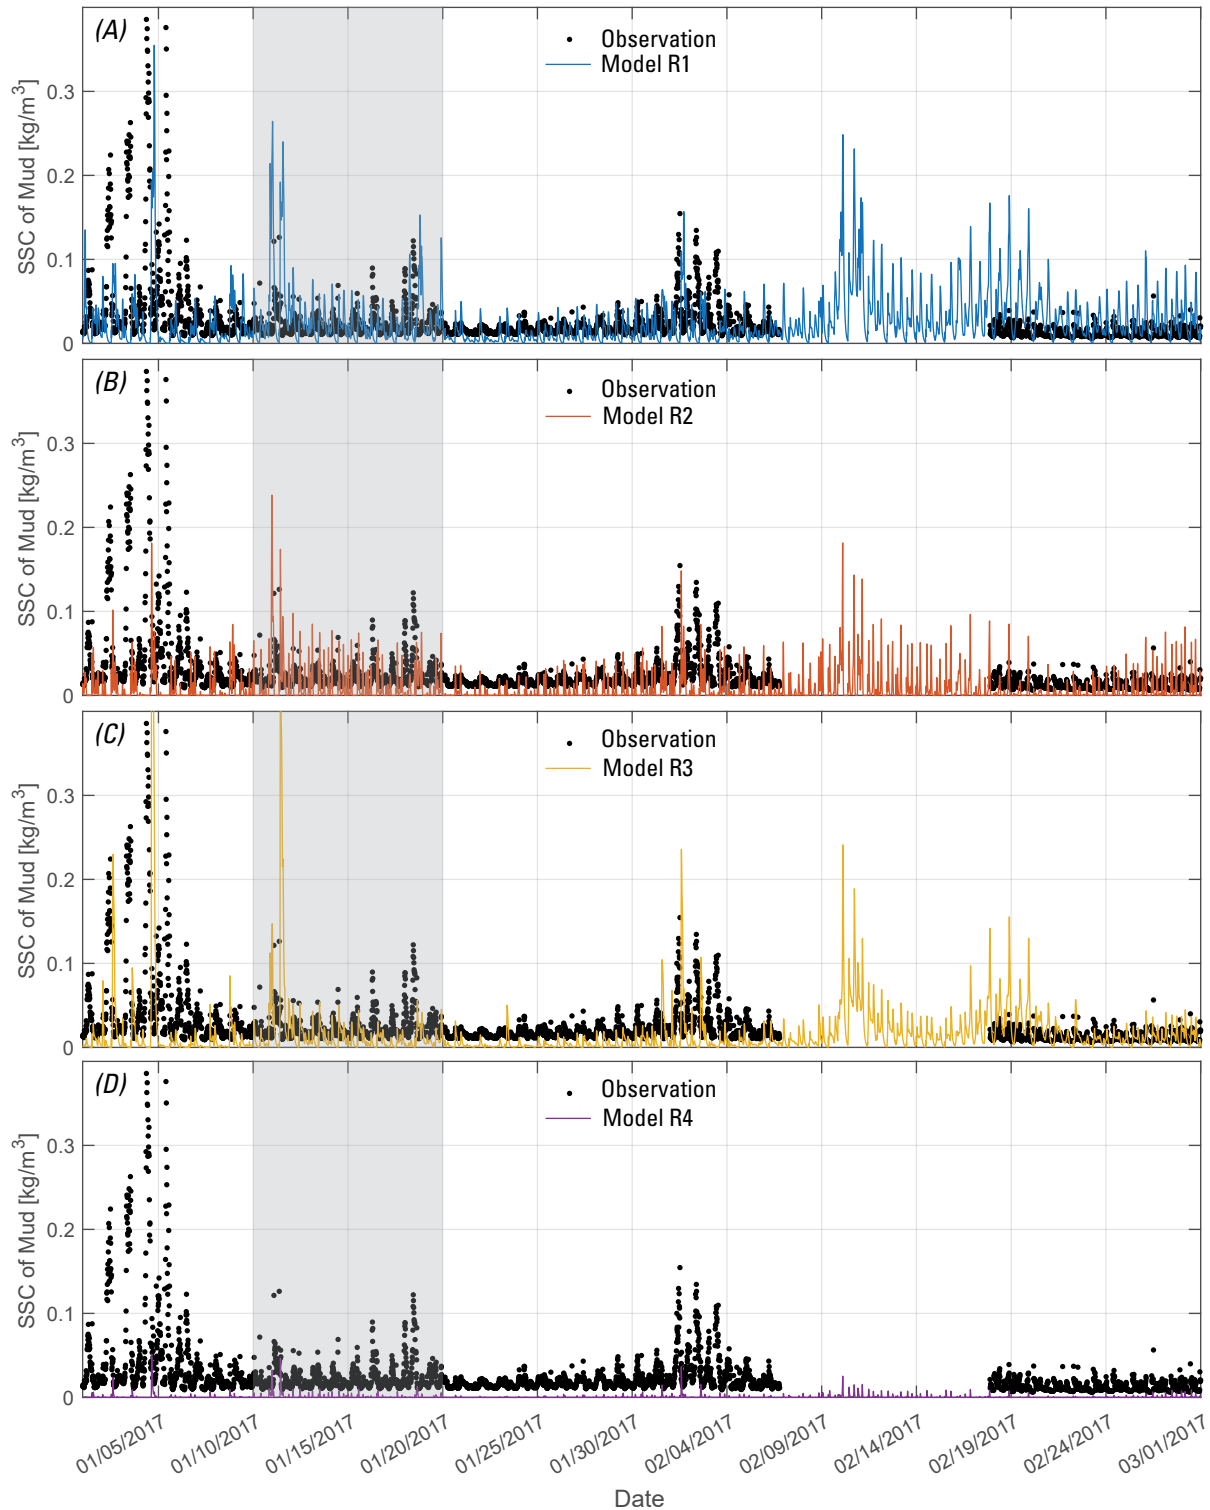 (A)
Observation
Model R1
SSC of Mud [kg/m³]
0.3
0.2
0.1
0
(B)
Observation
Model R2
SSC of Mud [kg/m³]
0.3
0.2
0.1
0
(C)
Observation
Model R3
SSC of Mud [kg/m³]
0.3
0.2
0.1
0
(D)
Observation
Model R4
SSC of Mud [kg/m³]
0.3
0.2
0.1
0
01/05/2017
01/10/2017
01/15/2017
01/20/2017
01/25/2017
01/30/2017
02/04/2017
02/09/2017
02/14/2017
02/19/2017
02/24/2017
03/01/2017
Date